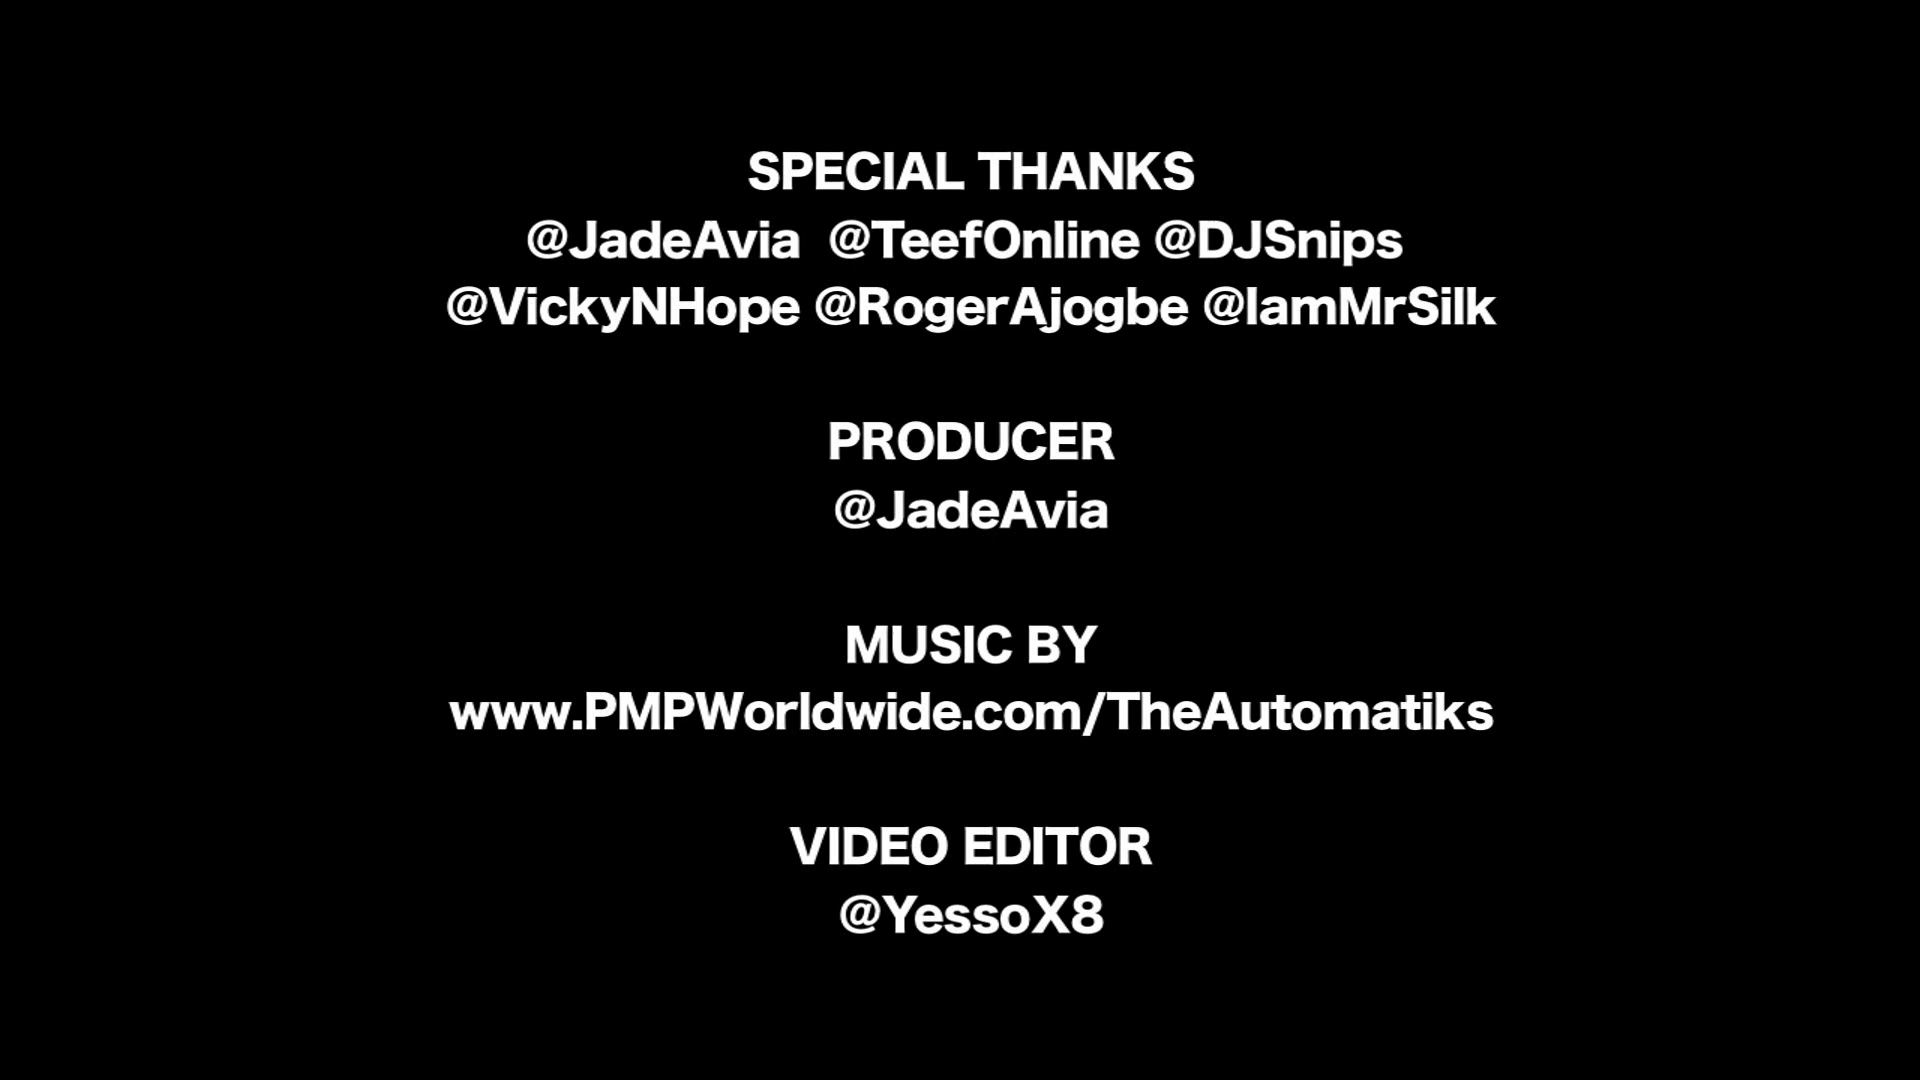 SPECIAL THANKS
@JadeAvia  @TeefOnline @DJSnips
@VickyNHope @RogerAjogbe @IamMrSilk
PRODUCER
@JadeAvia
MUSIC BY
www.PMPWorldwide.com/TheAutomatiks
VIDEO EDITOR
@YessoX8